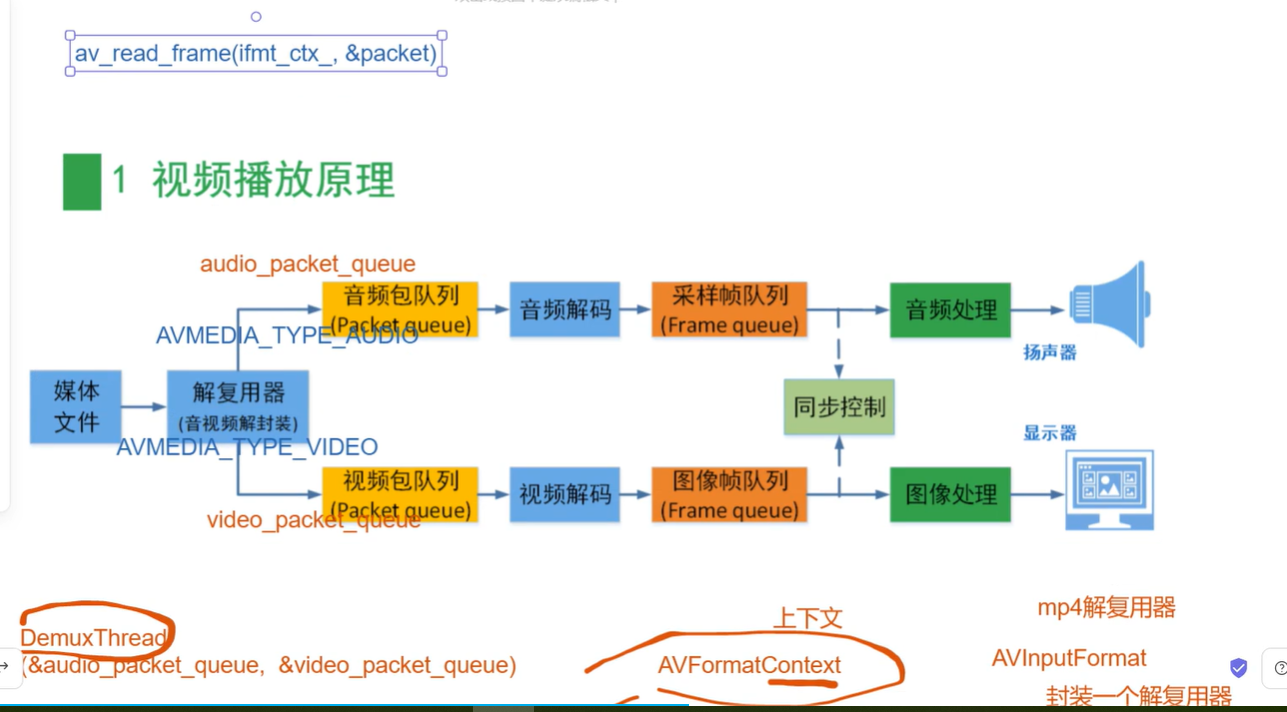 av_read_frame(ifmt_ctx_, &packet)
1 视频播放原理
audio_packet_queue
音频包队列
(Packet queue)
音频解码
采样帧队列
(Frame queue)
音频处理
扬声器
AVMEDIA_TYPE_AUDIO
媒体
文件
解复用器
(音视频解封装)
同步控制
AVMEDIA_TYPE_VIDEO
显示器
视频包队列
(Packet queue)
视频解码
图像帧队列
(Frame queue)
图像处理
video_packet_queue
DemuxThread
(&audio_packet_queue, &video_packet_queue)
上下文
AVFormatContext
mp4解复用器
AVInputFormat
封装一个解复用器